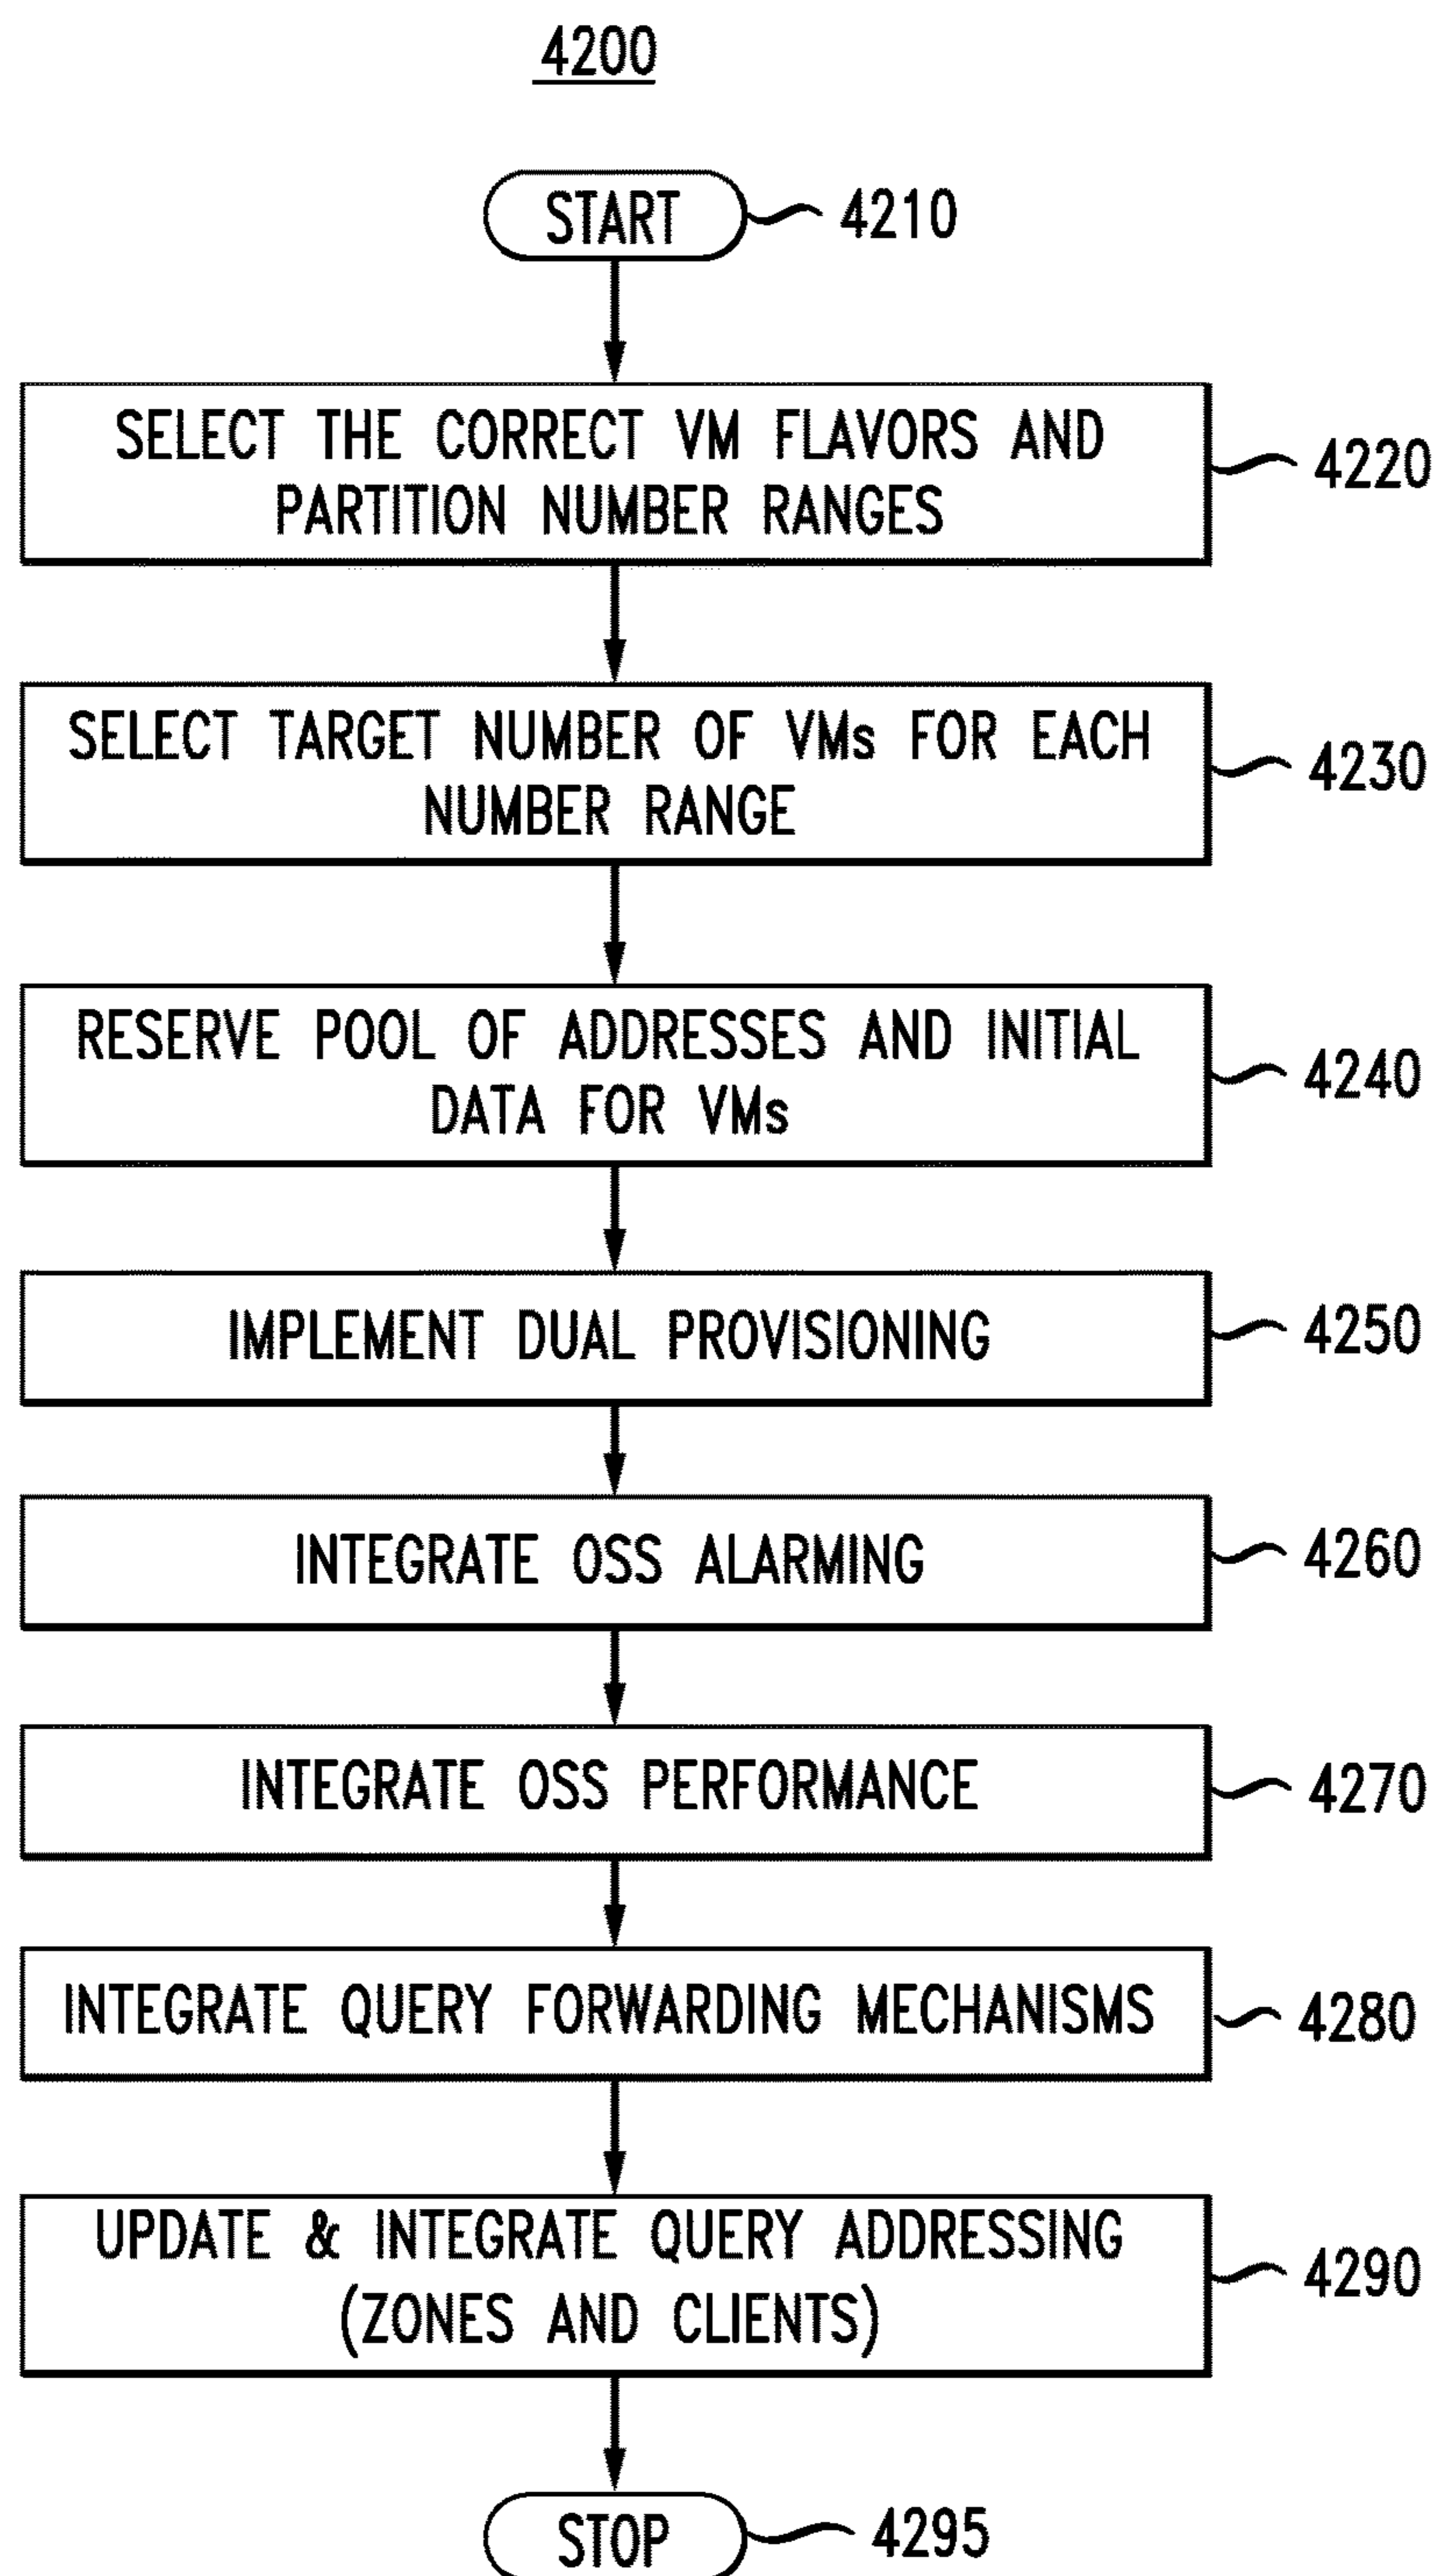 4200
START
4210
SELECT THE CORRECT VM FLAVORS AND
PARTITION NUMBER RANGES
4220
SELECT TARGET NUMBER OF VMs FOR EACH
NUMBER RANGE
4230
RESERVE POOL OF ADDRESSES AND INITIAL
DATA FOR VMs
4240
IMPLEMENT DUAL PROVISIONING
4250
INTEGRATE OSS ALARMING
4260
INTEGRATE OSS PERFORMANCE
4270
INTEGRATE QUERY FORWARDING MECHANISMS
4280
UPDATE & INTEGRATE QUERY ADDRESSING
(ZONES AND CLIENTS)
4290
STOP
4295